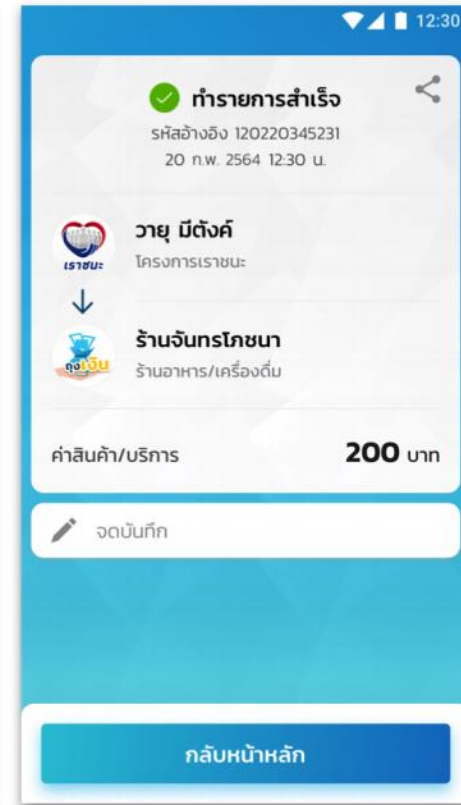 12:30
ทำรายการสำเร็จ
รหัสอ้างอิง 120220345231
20 ก.พ. 2564 12:30 น.
วายุ มีตังค์
เราชนะ
โครงการเราชนะ
ร้านจันทรโภชนา
ถุงเงิน
ร้านอาหาร/เครื่องดื่ม
ค่าสินค้า/บริการ 200 บาท
จดบันทึก
กลับหน้าหลัก